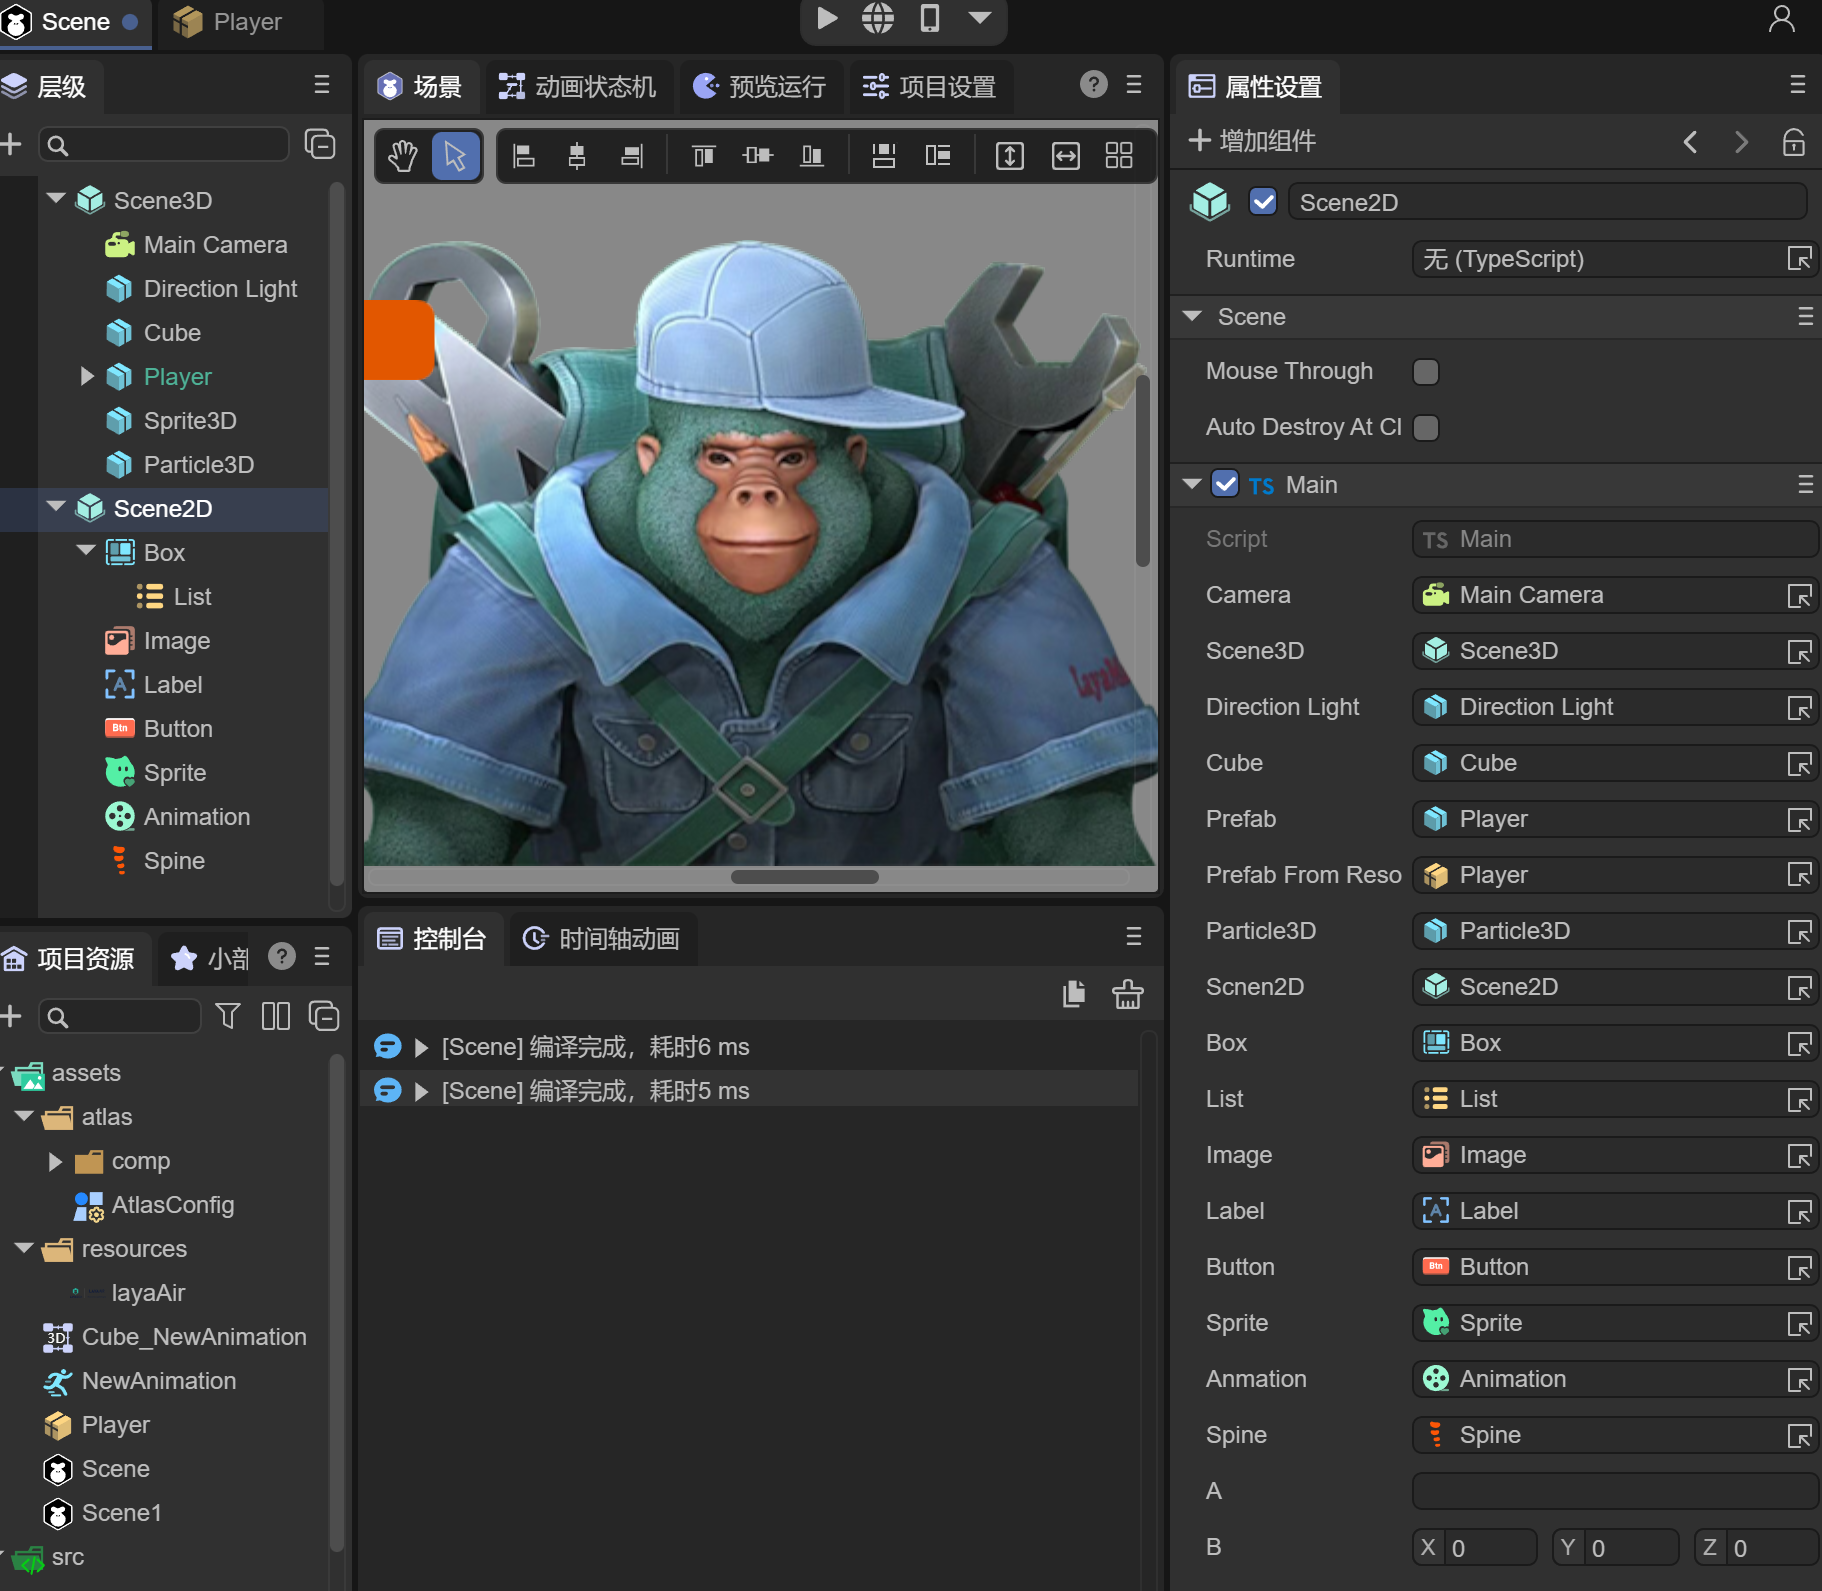 Scene
Player
层级
Scene3D
Main Camera
Direction Light
Cube
Player
Sprite3D
Particle3D
Scene2D
Box
List
Image
Label
Btn Button
Sprite
Animation
Spine
项目资源
小部
assets
atlas
comp
AtlasConfig
resources
layaAir
3D Cube_NewAnimation
NewAnimation
Player
Scene
Scene1
src
场景
动画状态机
预览运行
项目设置
控制台
时间轴动画
[Scene] 编译完成，耗时6 ms
[Scene] 编译完成，耗时5 ms
属性设置
增加组件
Scene2D
Runtime 无 (TypeScript)
Scene
Mouse Through
Auto Destroy At Cl
TS Main
Script TS Main
Camera Main Camera
Scene3D Scene3D
Direction Light Direction Light
Cube Cube
Prefab Player
Prefab From Reso Player
Particle3D Particle3D
Scnen2D Scene2D
Box Box
List List
Image Image
Label A Label
Button Btn Button
Sprite Sprite
Anmation Animation
Spine Spine
A
B X 0 Y 0 Z 0